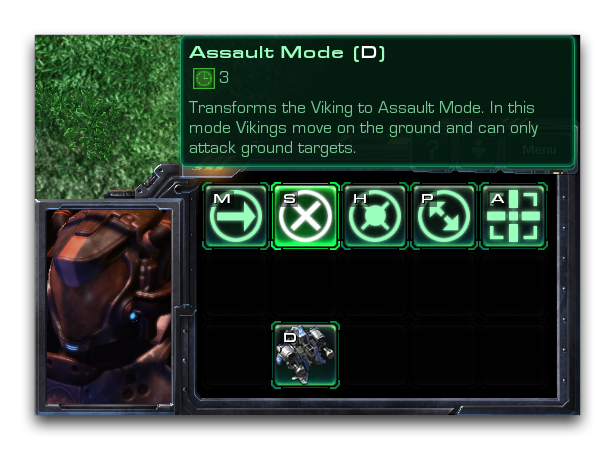 Assault Mode (D)
3
Transforms the Viking to Assault Mode. In this
mode Vikings move on the ground and can only
attack ground targets.
? Menu
M S H P A
D